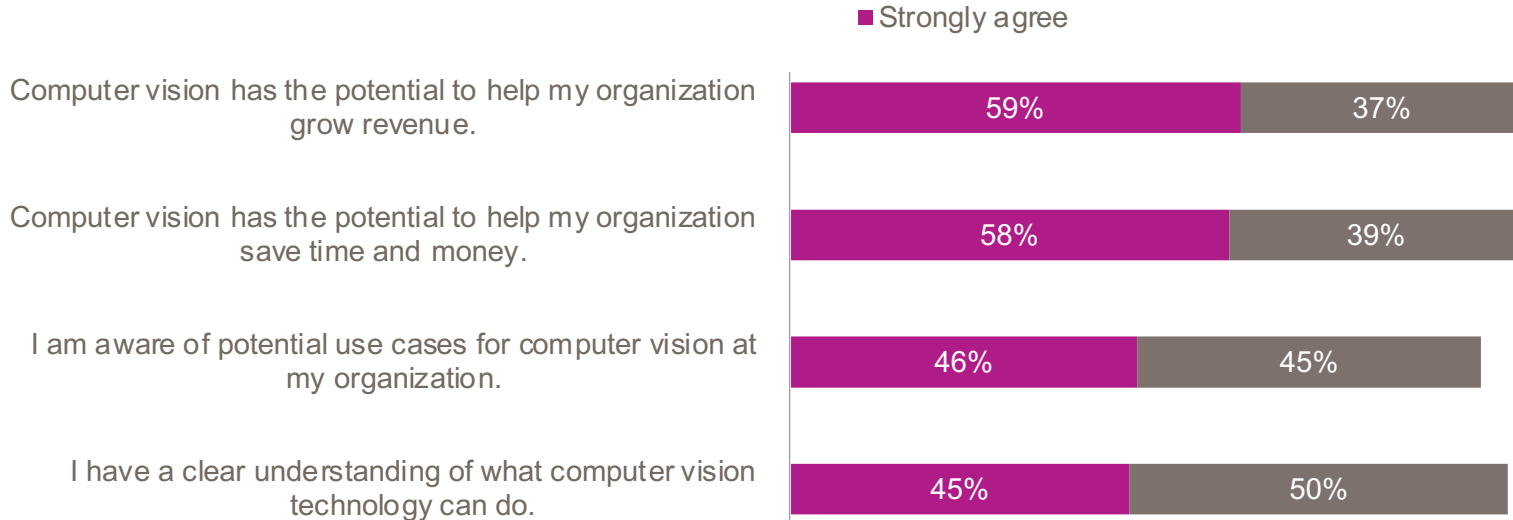 Strongly agree
Computer vision has the potential to help my organization
grow revenue.
59%
37%
Computer vision has the potential to help my organization
save time and money.
58%
39%
I am aware of potential use cases for computer vision at
my organization.
46%
45%
I have a clear understanding of what computer vision
technology can do.
45%
50%